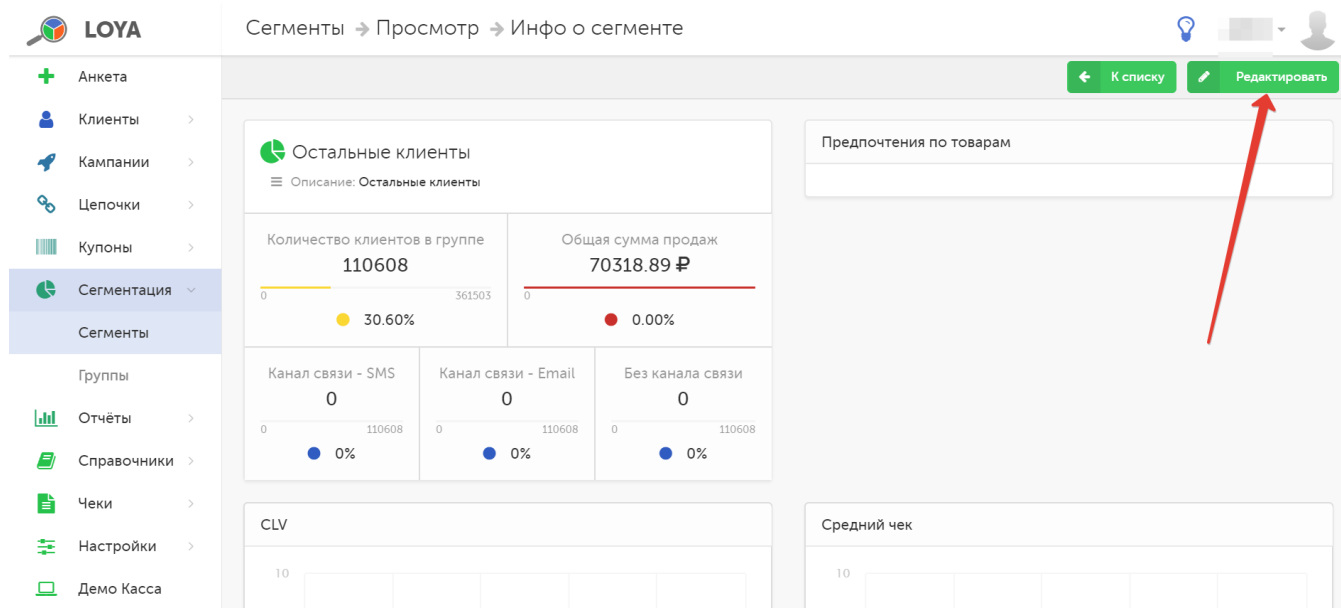 LOYA
Сегменты → Просмотр → Инфо о сегменте
К списку
Редактировать
Анкета
Клиенты
Кампании
Цепочки
Купоны
Сегментация
Сегменты
Группы
Отчёты
Справочники
Чеки
Настройки
Демо Касса
Остальные клиенты
Описание: Остальные клиенты
Количество клиентов в группе
110608
0 361503
30.60%
Общая сумма продаж
70318.89 ₽
0
0.00%
Канал связи - SMS
0
0 110608
0%
Канал связи - Email
0
0 110608
0%
Без канала связи
0
0 110608
0%
Предпочтения по товарам
CLV
10
Средний чек
10